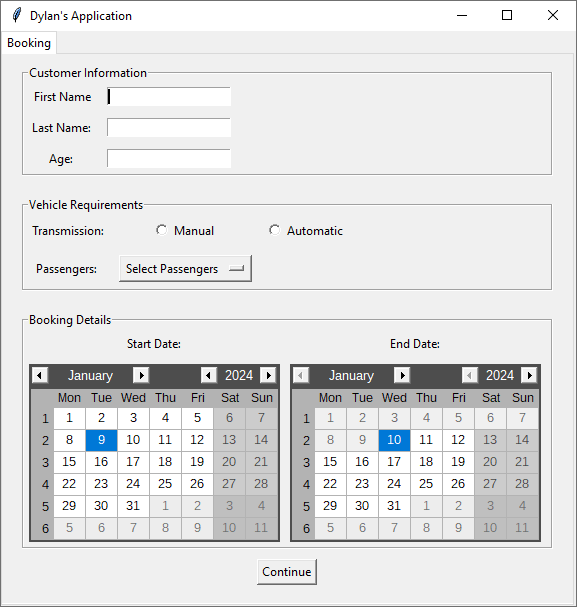 Dylan's Application
Booking
Customer Information
First Name
Last Name:
Age:
Vehicle Requirements
Transmission: Manual Automatic
Passengers: Select Passengers
Booking Details
Start Date: End Date:
January 2024 January 2024
Mon Tue Wed Thu Fri Sat Sun Mon Tue Wed Thu Fri Sat Sun
1 1 2 3 4 5 6 7 1 1 2 3 4 5 6 7
2 8 9 10 11 12 13 14 2 8 9 10 11 12 13 14
3 15 16 17 18 19 20 21 3 15 16 17 18 19 20 21
4 22 23 24 25 26 27 28 4 22 23 24 25 26 27 28
5 29 30 31 1 2 3 4 5 29 30 31 1 2 3 4
6 5 6 7 8 9 10 11 6 5 6 7 8 9 10 11
Continue